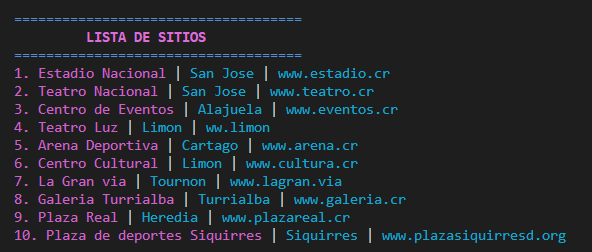 ====================================
LISTA DE SITIOS
====================================
1. Estadio Nacional | San Jose | www.estadio.cr
2. Teatro Nacional | San Jose | www.teatro.cr
3. Centro de Eventos | Alajuela | www.eventos.cr
4. Teatro Luz | Limon | ww.limon
5. Arena Deportiva | Cartago | www.arena.cr
6. Centro Cultural | Limon | www.cultura.cr
7. La Gran via | Tournon | www.lagran.via
8. Galeria Turrialba | Turrialba | www.galeria.cr
9. Plaza Real | Heredia | www.plazareal.cr
10. Plaza de deportes Siquirres | Siquirres | www.plazasiquirresd.org